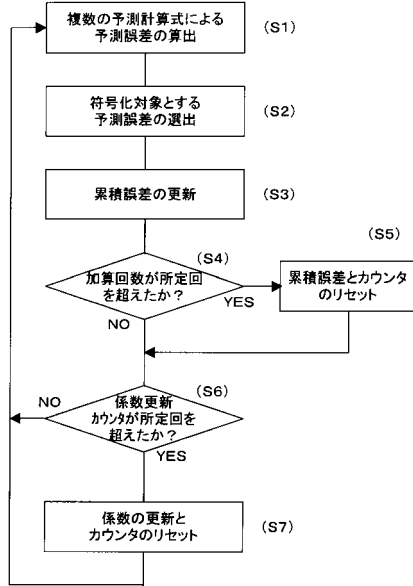 複数の予測計算式による
予測誤差の算出
(S1)
符号化対象とする
予測誤差の選出
(S2)
累積誤差の更新
(S3)
(S4)
加算回数が所定回
を超えたか?
YES
NO
(S5)
累積誤差とカウンタ
のリセット
(S6)
NO
係数更新
カウンタが所定回を
超えたか?
YES
係数の更新と
カウンタのリセット
(S7)